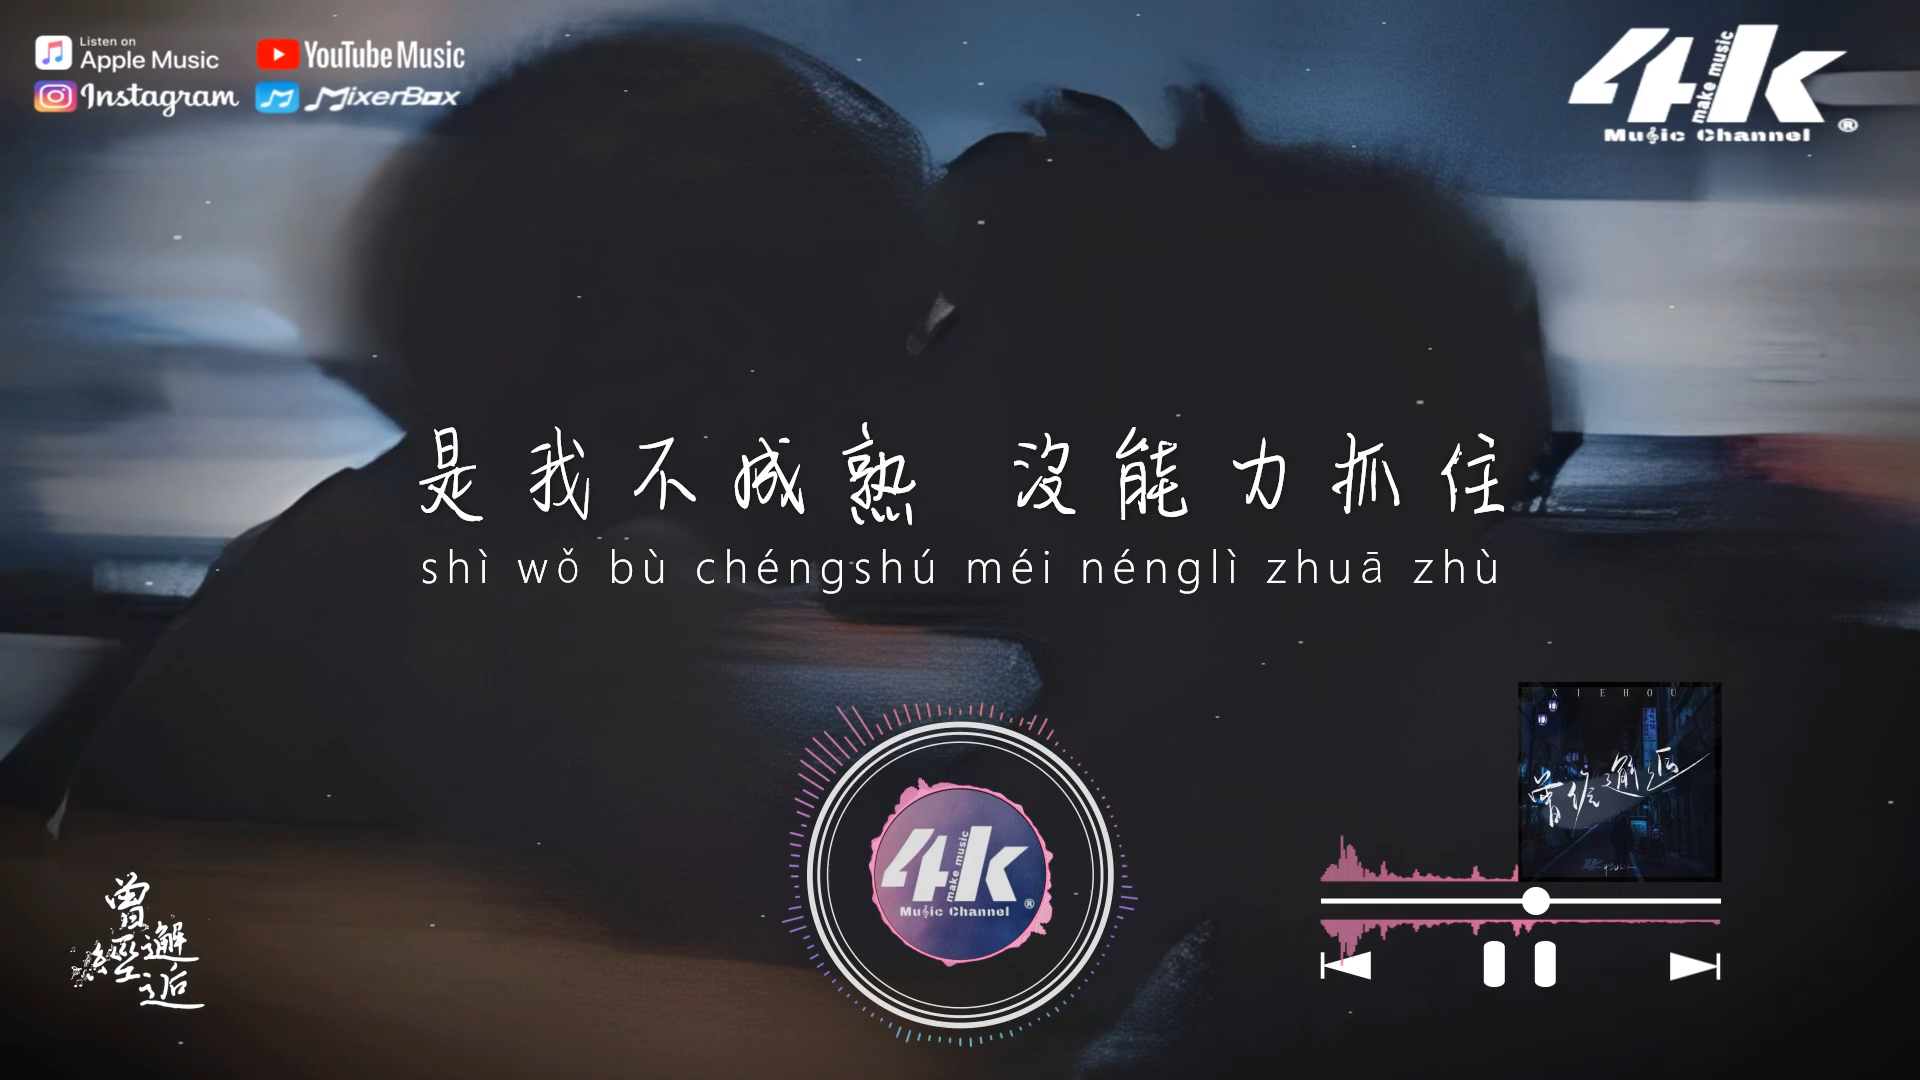 Listen on
Apple Music
YouTube Music
Instagram
MixerBox
4k
make music
Music Channel
®
是我不成熟 沒能力抓住
shì wǒ bù chéngshú méi nénglì zhuā zhù
XIEHOU
曾經邂逅
4k
make music
Music Channel
®
曾經邂逅